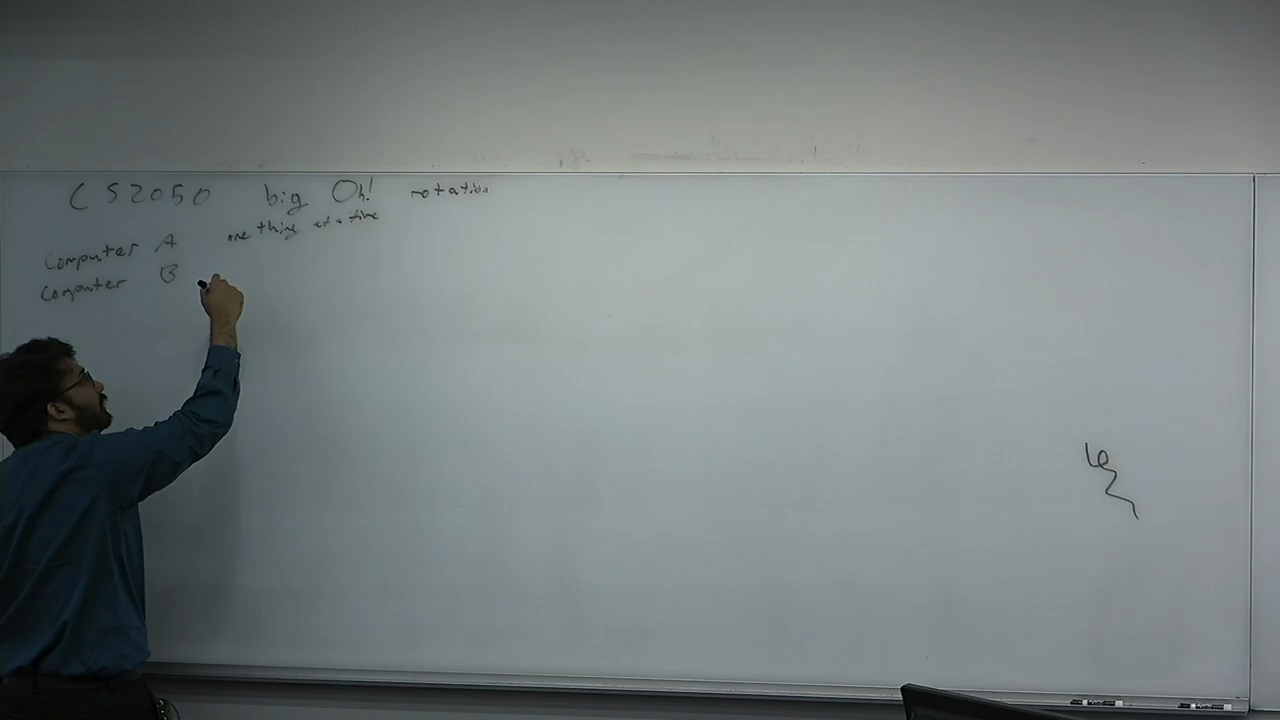 CS2050 big Oh! notation
Computer A one thing at a time
Computer B